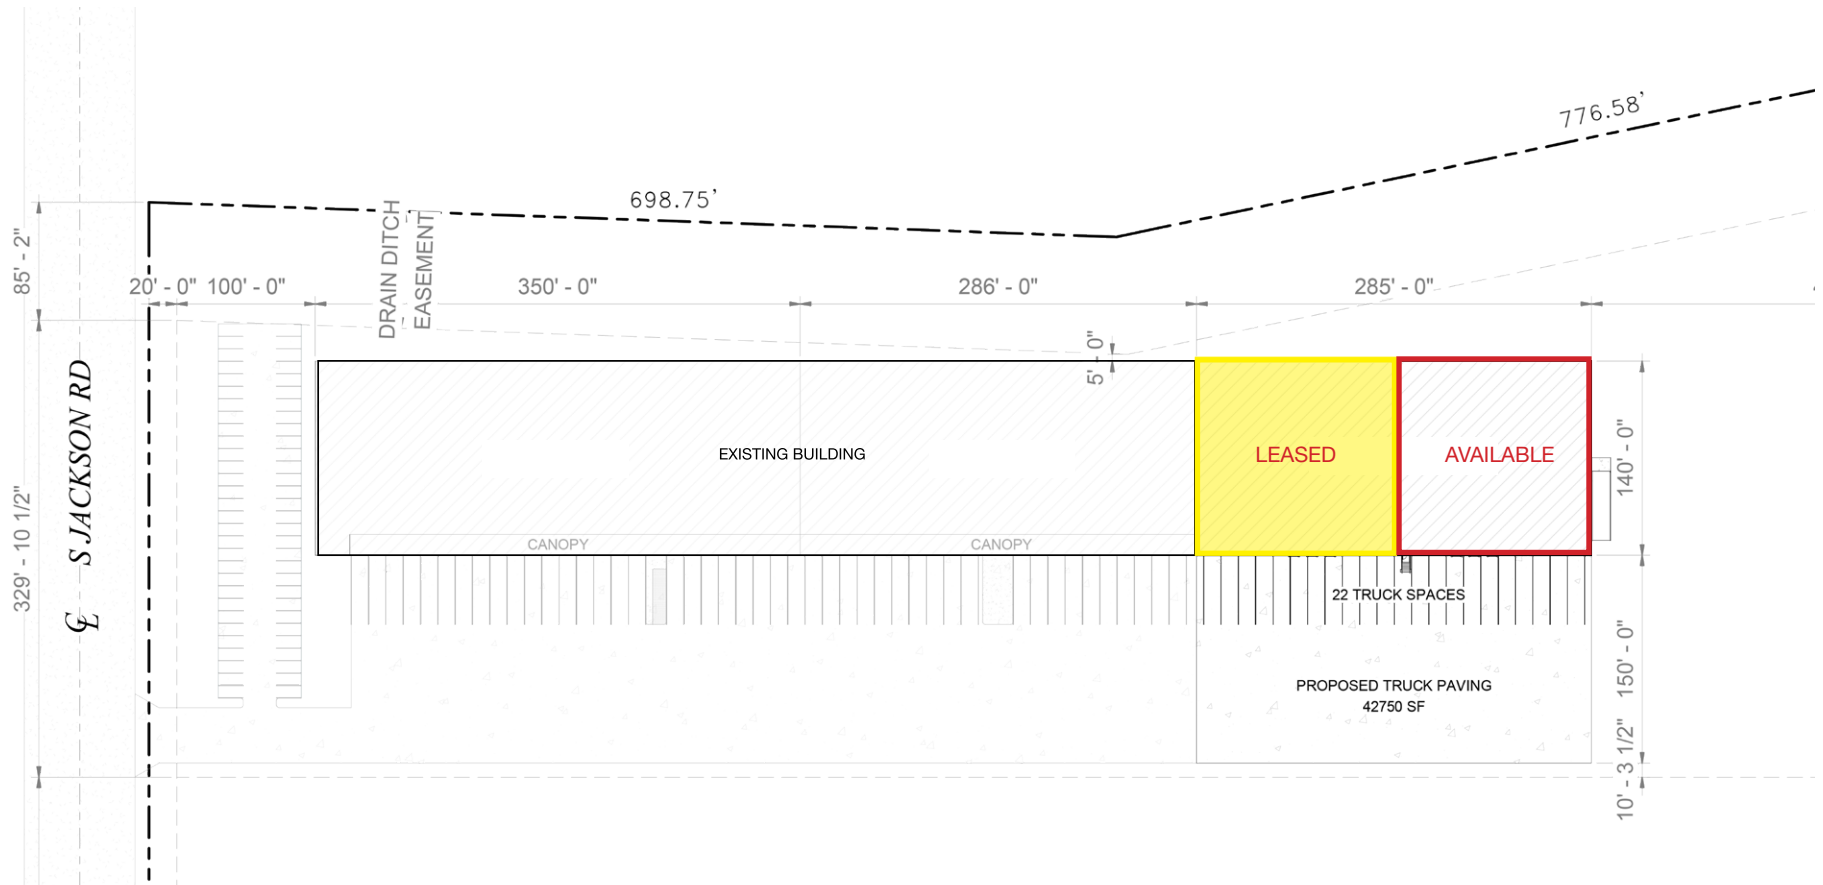 776.58'
698.75'
85' - 2"
20' - 0"
100' - 0"
350' - 0"
286' - 0"
285' - 0"
DRAIN DITCH
EASEMENT
5' - 0"
S JACKSON RD
℄
329' - 10 1/2"
EXISTING BUILDING
LEASED
AVAILABLE
140' - 0"
CANOPY
CANOPY
22 TRUCK SPACES
150' - 0"
PROPOSED TRUCK PAVING
42750 SF
10' - 3 1/2"